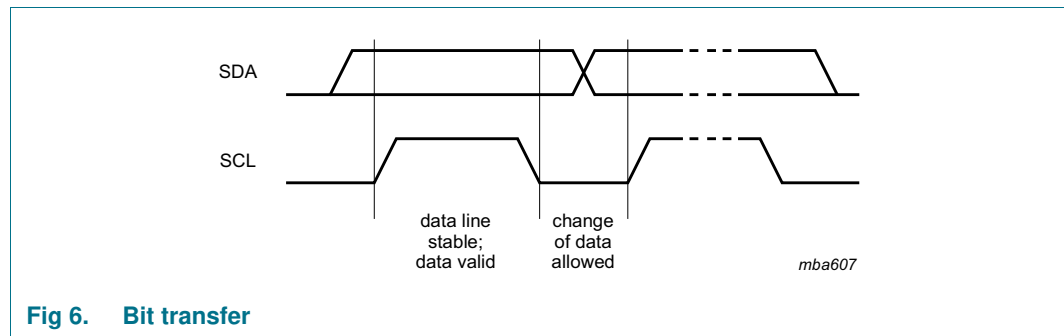 SDA
SCL
data line
stable;
data valid
change
of data
allowed
mba607
Fig 6. Bit transfer